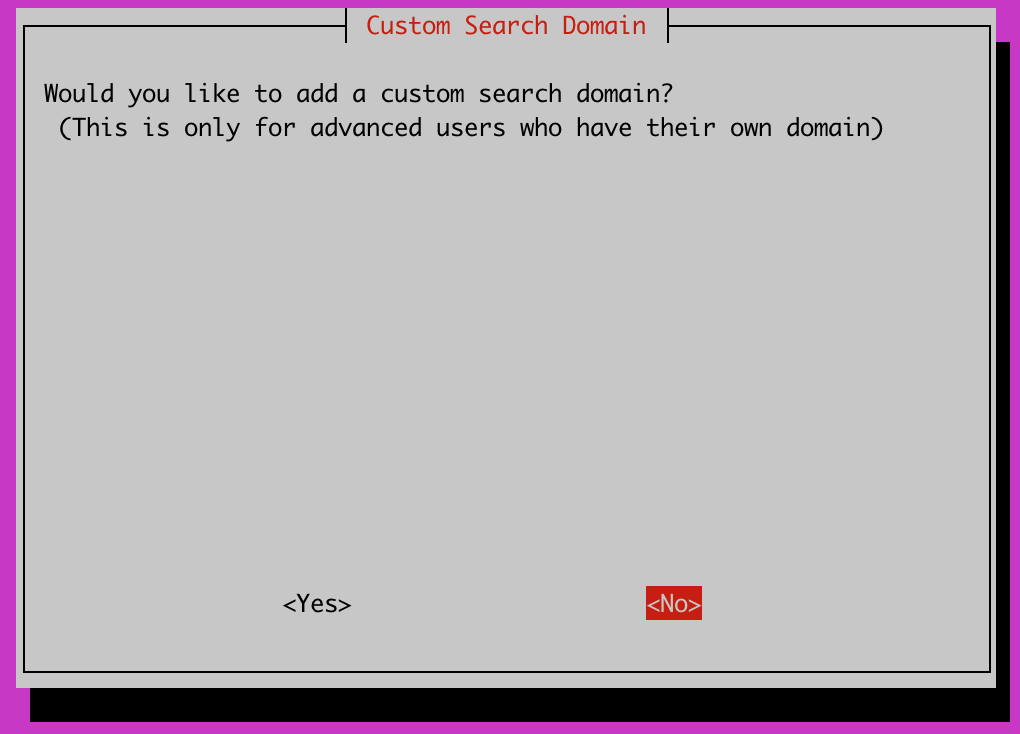 Custom Search Domain
Would you like to add a custom search domain?
(This is only for advanced users who have their own domain)
<Yes>
<No>